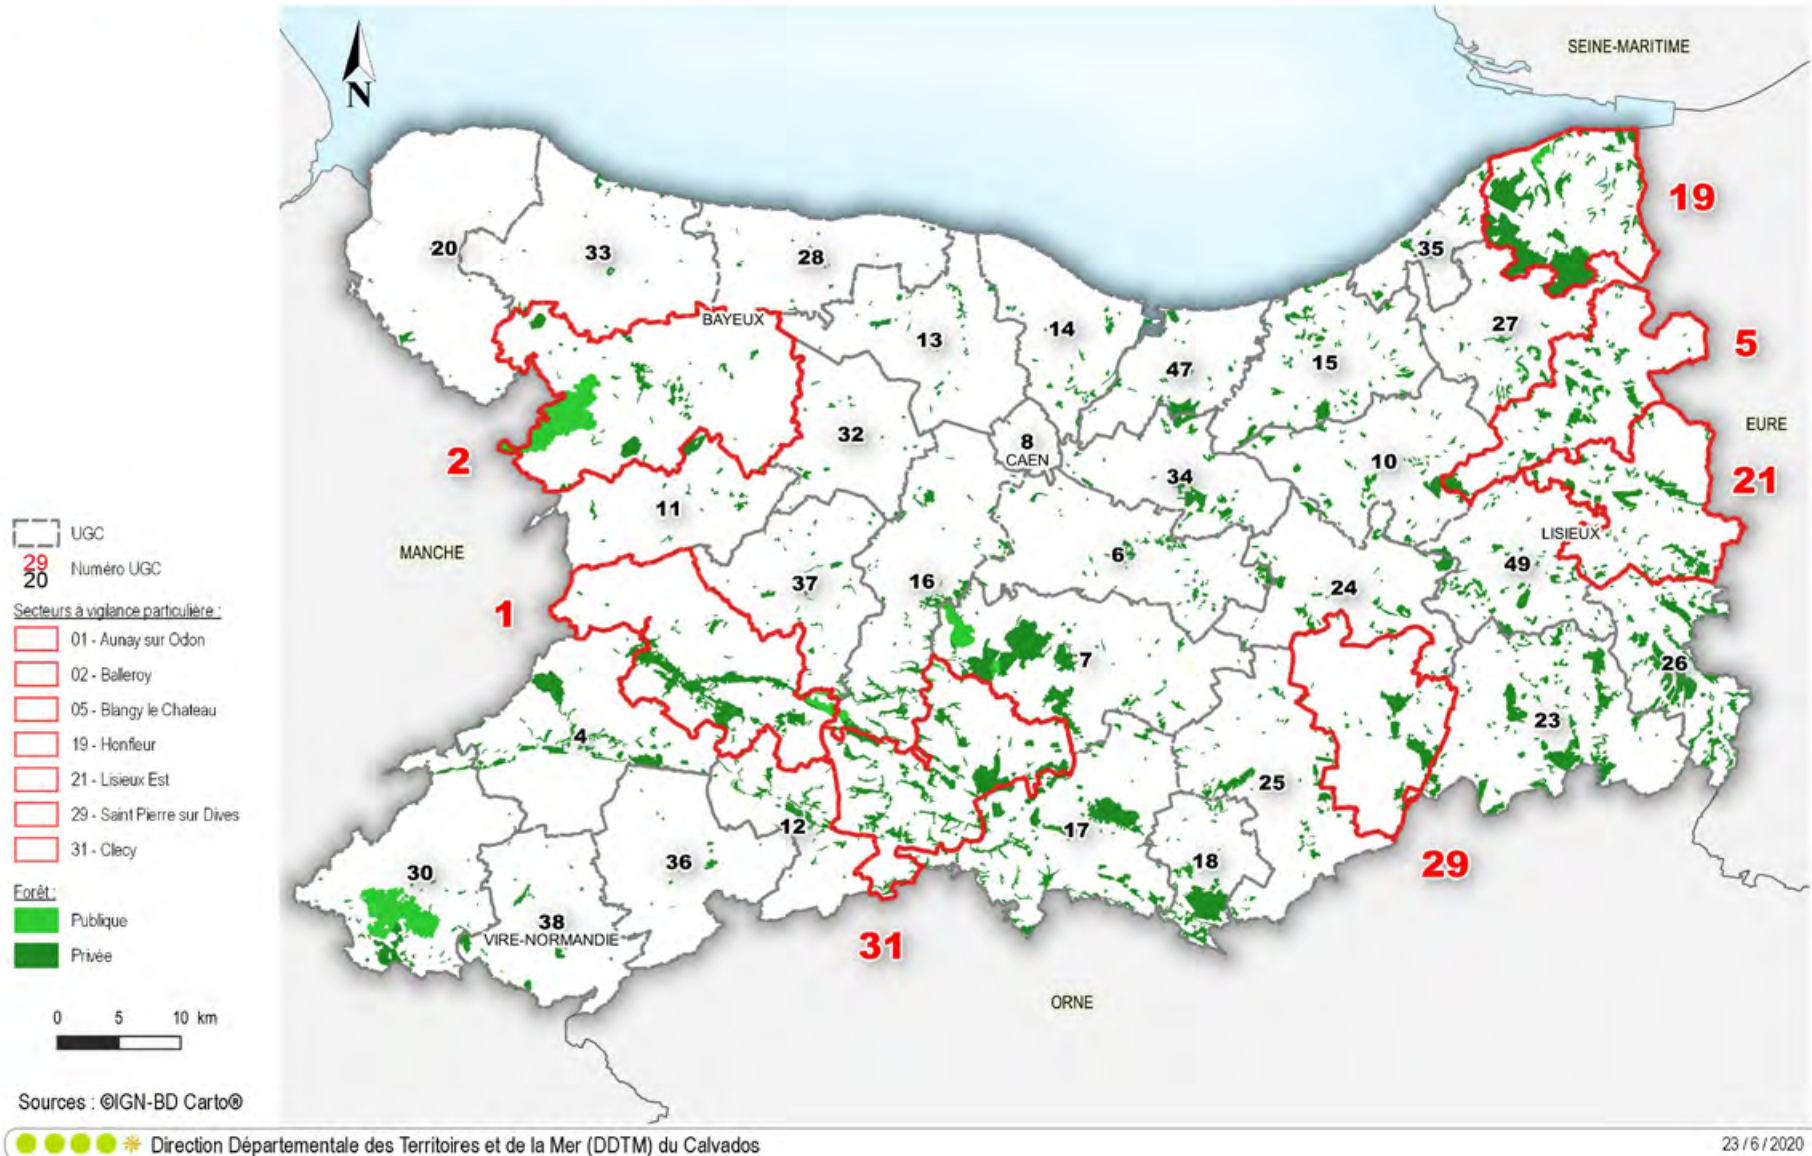 SEINE-MARITIME
N
19
20
33
28
35
BAYEUX
13
14
27
5
47
15
EURE
2
32
8
CAEN
10
34
21
11
LISIEUX
MANCHE
6
49
16
37
24
1
7
26
4
23
25
12
17
18
29
30
36
38
VIRE-NORMANDIE
31
ORNE
UGC
29
20
Numéro UGC
Secteurs à vigilance particulière :
01 - Aunay sur Odon
02 - Balleroy
05 - Blangy le Chateau
19 - Honfleur
21 - Lisieux Est
29 - Saint Pierre sur Dives
31 - Clecy
Forêt :
Publique
Privée
0 5 10 km
Sources : ©IGN-BD Carto®
Direction Départementale des Territoires et de la Mer (DDTM) du Calvados
23 / 6 / 2020